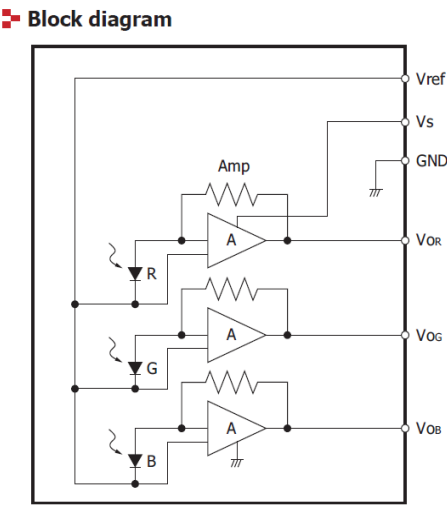 Block diagram
Vref
Vs
GND
Amp
A
VOR
R
A
VOG
G
A
VOB
B